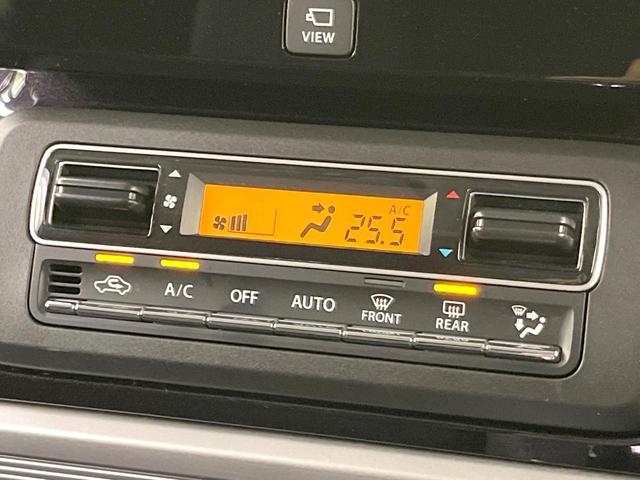 VIEW
A/C
25.5
A/C
OFF
AUTO
FRONT
REAR